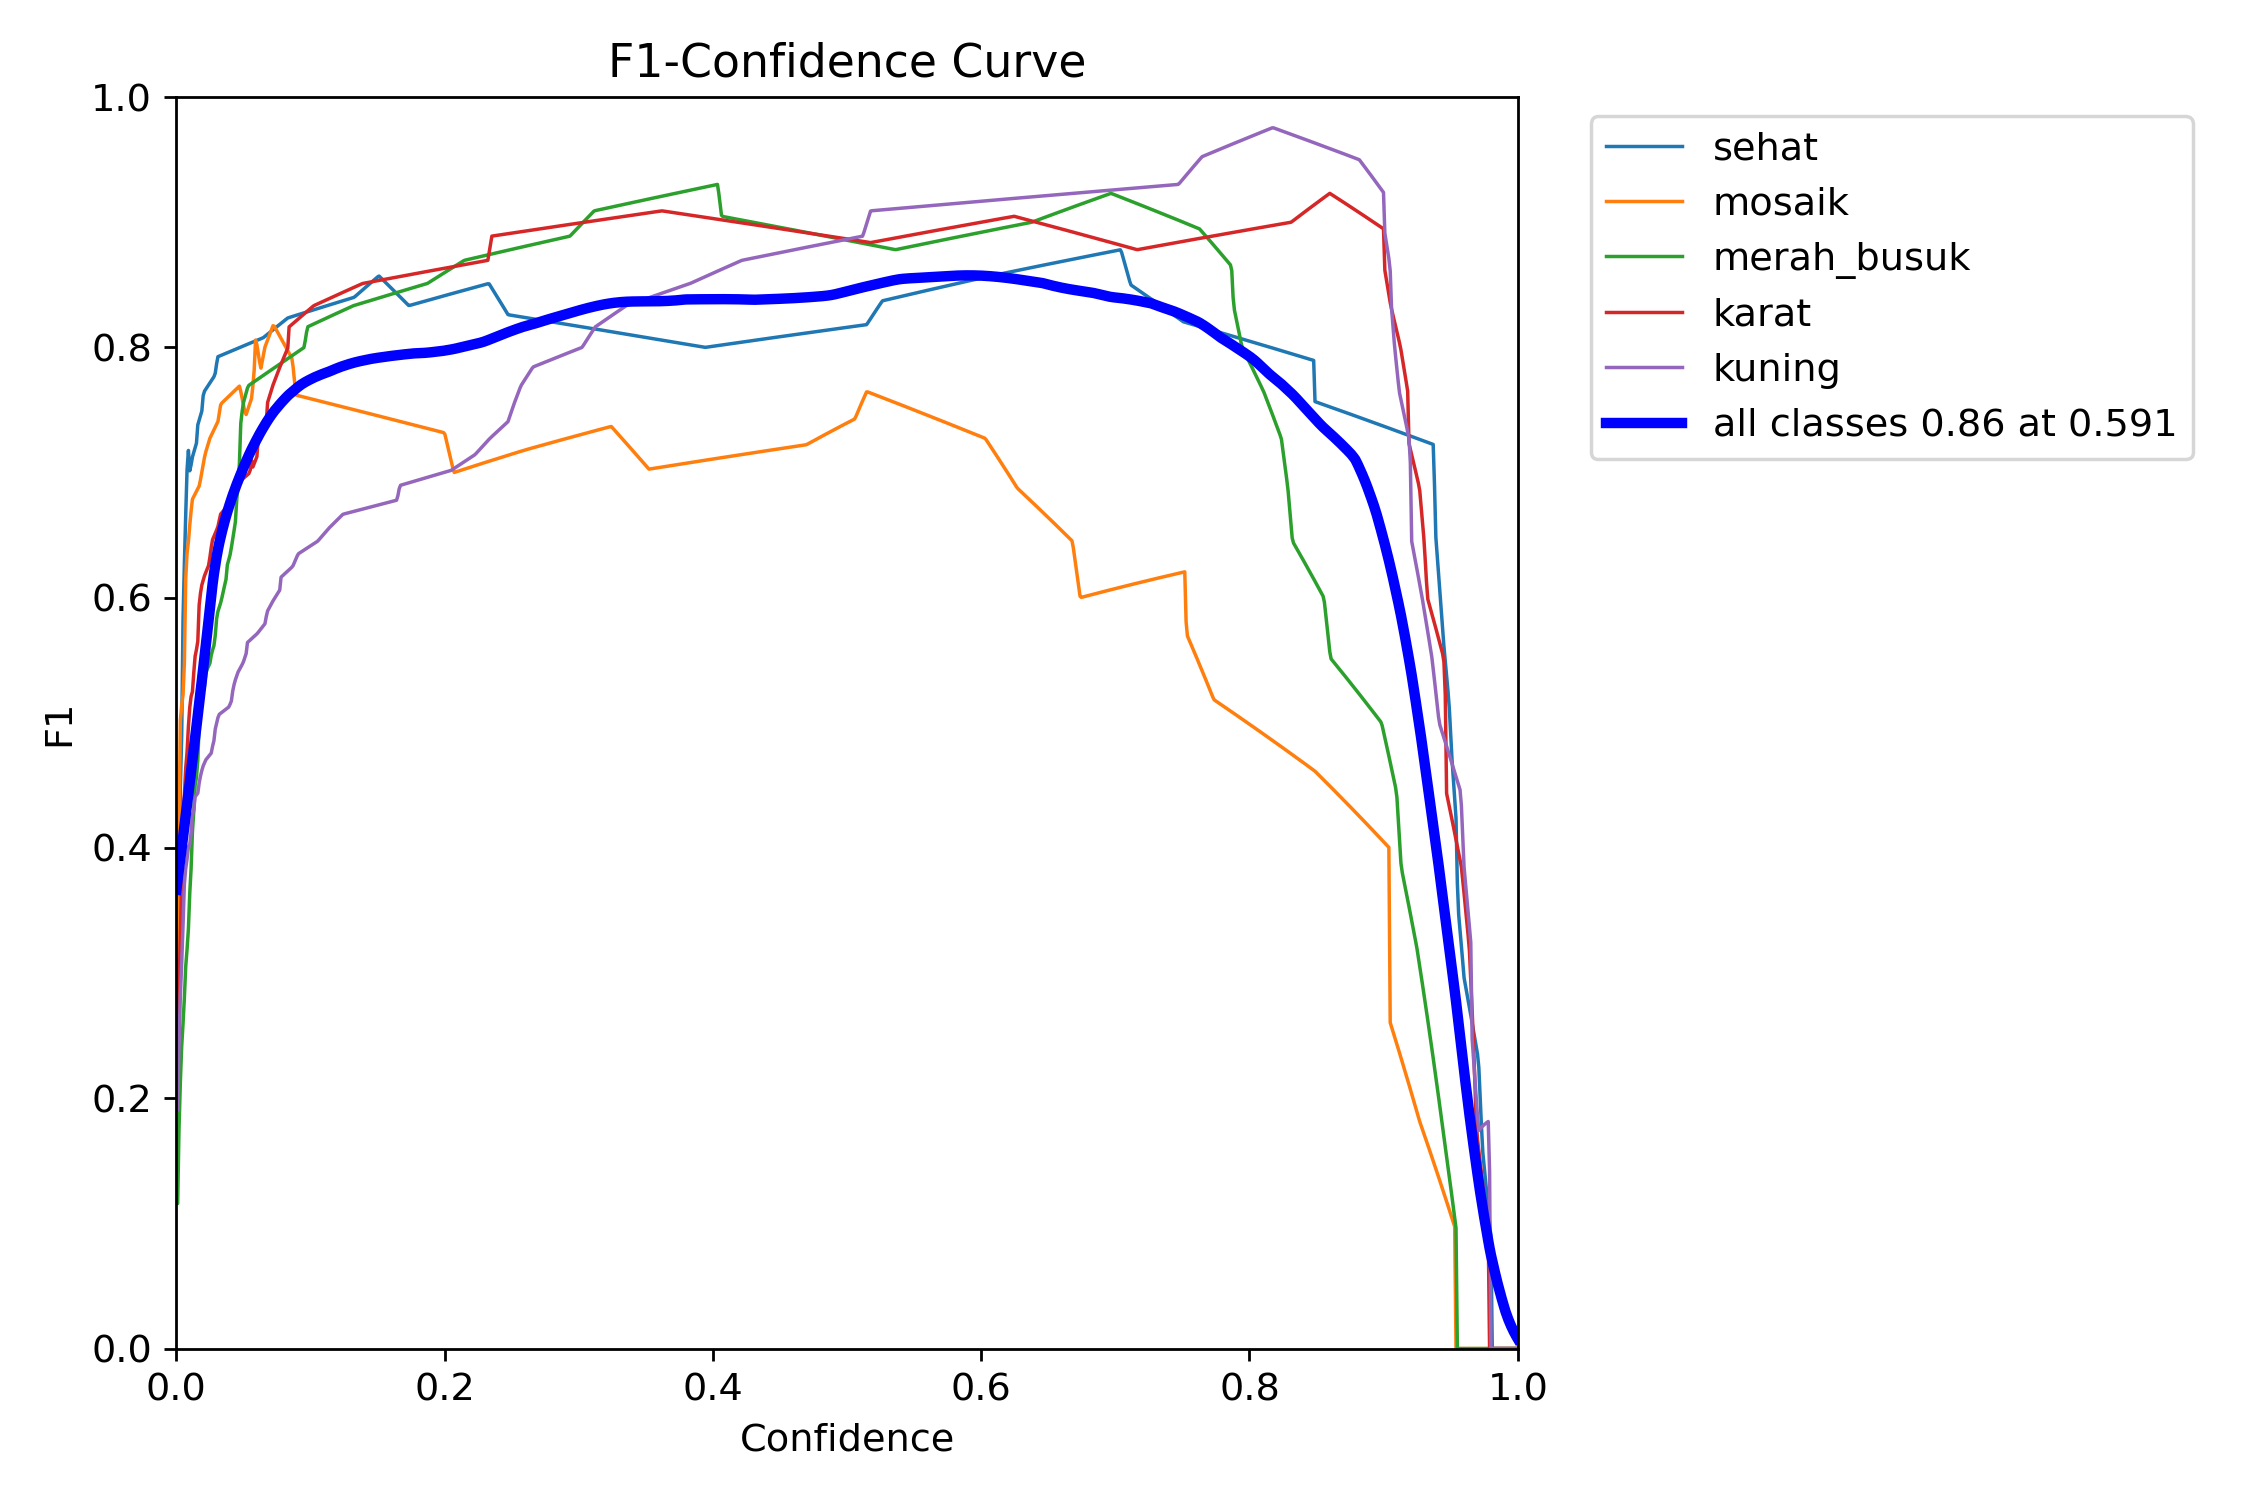 F1-Confidence Curve
1.0
0.8
0.6
0.4
0.2
0.0
F1
0.0 0.2 0.4 0.6 0.8 1.0
Confidence
sehat
mosaik
merah_busuk
karat
kuning
all classes 0.86 at 0.591